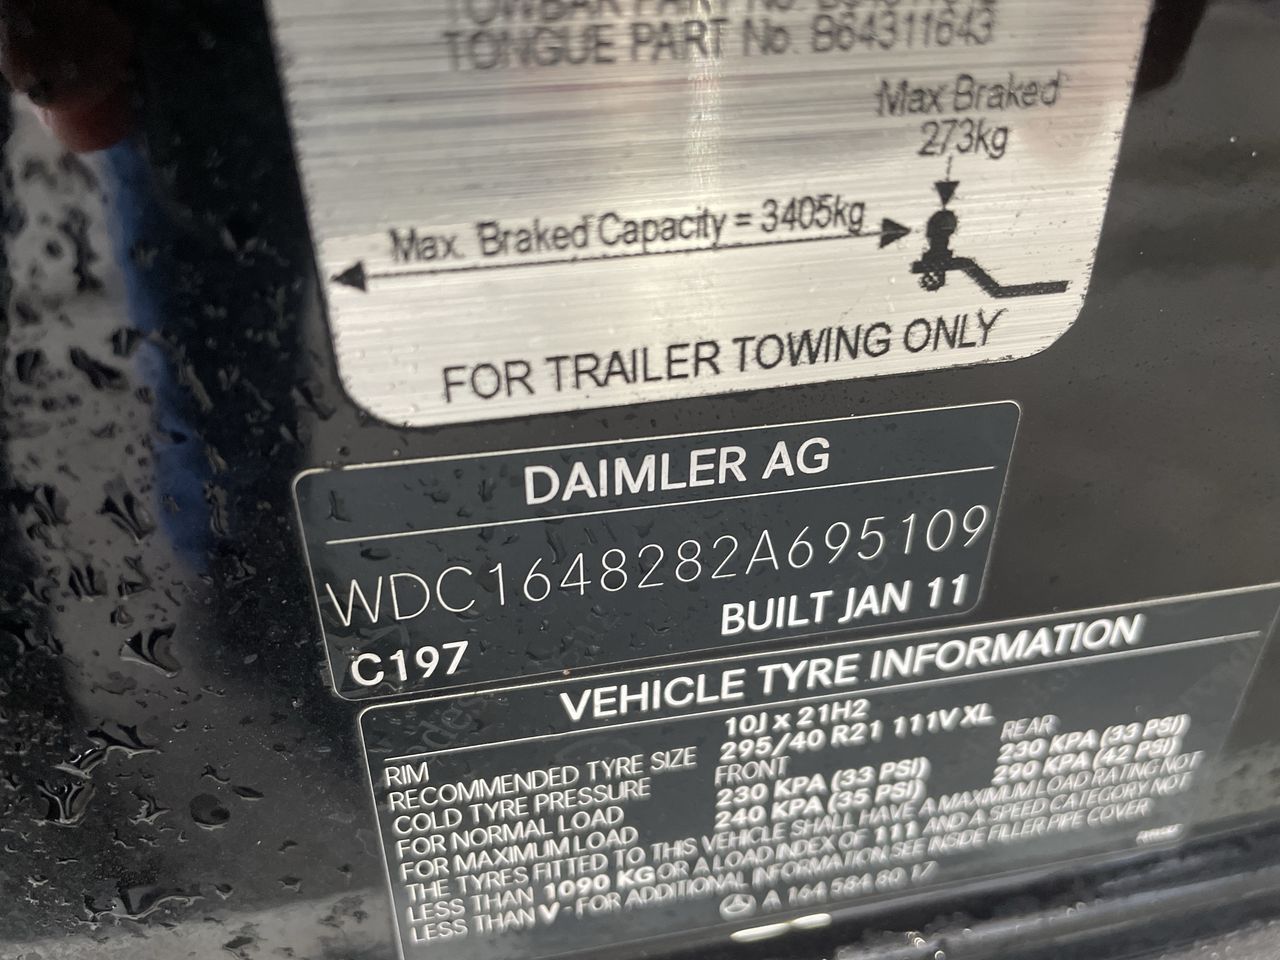 TOWBAR PART No.
TONGUE PART No. B64311643
Max Braked
273kg
Max. Braked Capacity = 3405kg
FOR TRAILER TOWING ONLY
DAIMLER AG
WDC1648282A695109
BUILT JAN 11
C197
VEHICLE TYRE INFORMATION
RIM 10J x 21H2
RECOMMENDED TYRE SIZE 295/40 R21 111V XL
COLD TYRE PRESSURE FRONT REAR
FOR NORMAL LOAD 230 KPA (33 PSI) 230 KPA (33 PSI)
FOR MAXIMUM LOAD 240 KPA (35 PSI) 290 KPA (42 PSI)
THE TYRES FITTED TO THIS VEHICLE SHALL HAVE A MAXIMUM LOAD RATING NOT
LESS THAN 1090 KG OR A LOAD INDEX OF 111 AND A SPEED CATEGORY NOT
LESS THAN V - FOR ADDITIONAL INFORMATION, SEE INSIDE FILLER PIPE COVER
A 164 584 80 17